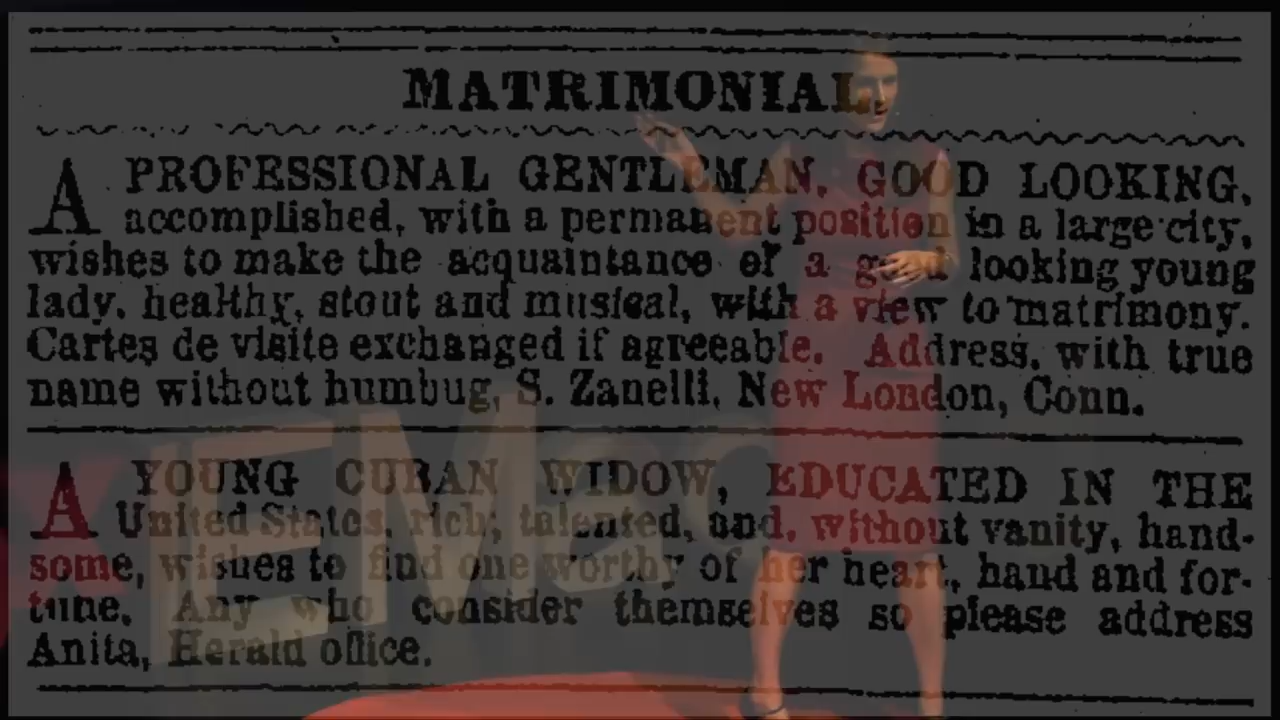 MATRIMONIAL.
A PROFESSIONAL GENTLEMAN, GOOD LOOKING,
accomplished, with a permanent position in a large city,
wishes to make the acquaintance of a good looking young
lady, healthy, stout and musical, with a view to matrimony.
Cartes de visite exchanged if agreeable. Address, with true
name without humbug, S. Zanelli, New London, Conn.
A YOUNG CUBAN WIDOW, EDUCATED IN THE
United States, rich, talented, and, without vanity, hand-
some, wishes to find one worthy of her heart, hand and for-
tune. Any who consider themselves so please address
Anita, Herald office.